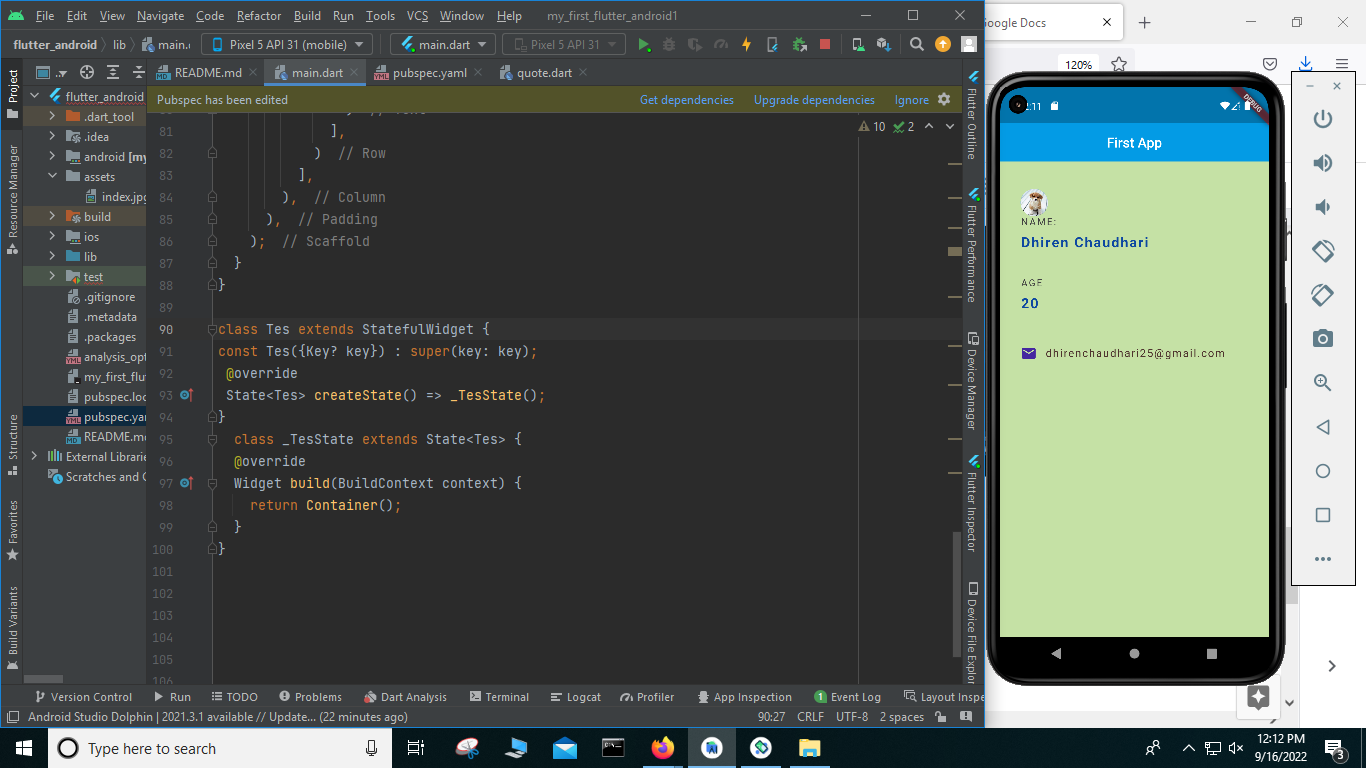 File Edit View Navigate Code Refactor Build Run Tools VCS Window Help my_first_flutter_android1
flutter_android lib main. Pixel 5 API 31 (mobile) main.dart Pixel 5 API 31
Google Docs
120%
Project
Resource Manager
Structure
Favorites
Build Variants
README.md main.dart pubspec.yaml quote.dart
Pubspec has been edited Get dependencies Upgrade dependencies Ignore
flutter_android
.dart_tool
.idea
android [my
assets
index.jpg
build
ios
lib
test
.gitignore
.metadata
.packages
analysis_opt
my_first_flut
pubspec.loc
pubspec.yar
README.mc
External Librarie
Scratches and C
10 2
81 ],
82 ) // Row
83 ],
84 ), // Column
85 ), // Padding
86 ); // Scaffold
87 }
88 }
89
90 class Tes extends StatefulWidget {
91 const Tes({Key? key}) : super(key: key);
92 @override
93 State<Tes> createState() => _TesState();
94 }
95 class _TesState extends State<Tes> {
96 @override
97 Widget build(BuildContext context) {
98 return Container();
99 }
100 }
101
102
103
104
105
106
Flutter Outline
Flutter Performance
Device Manager
Flutter Inspector
Device File Explor
DEBUG
First App
NAME:
Dhiren Chaudhari
AGE
20
dhirenchaudhari25@gmail.com
Version Control Run TODO Problems Dart Analysis Terminal Logcat Profiler App Inspection 1 Event Log Layout Inspe
Android Studio Dolphin | 2021.3.1 available // Update... (22 minutes ago) 90:27 CRLF UTF-8 2 spaces
Type here to search
12:12 PM
9/16/2022
3